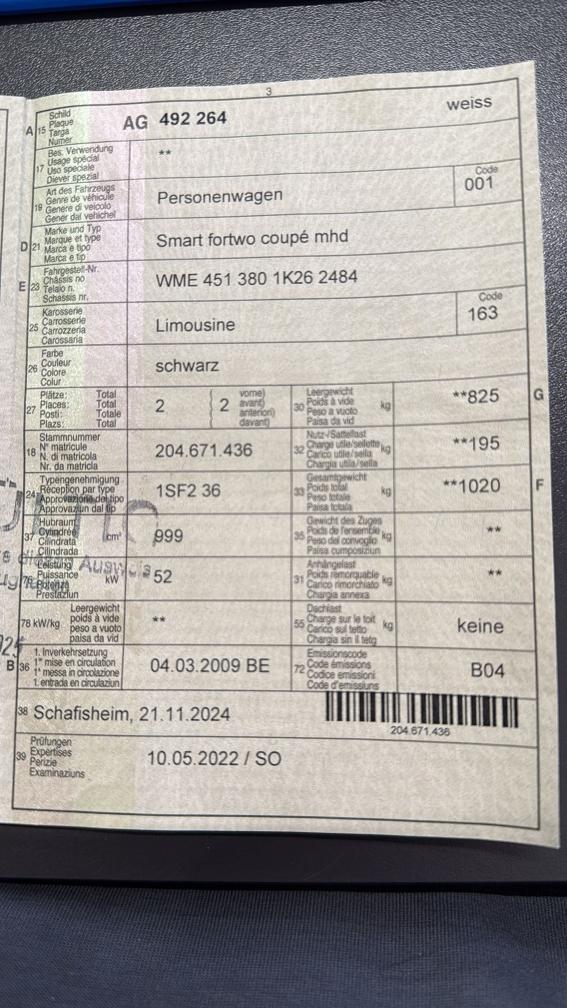 3
A 15 Schild
Plaque
Targa
Numer
AG 492 264
weiss
17 Bes. Verwendung
Usage spécial
Uso speciale
Diever spezial
**
19 Art des Fahrzeugs
Genre de véhicule
Genere di veicolo
Gener dal vehichel
Personenwagen
Code
001
D 21 Marke und Typ
Marque et type
Marca e tipo
Marca e tip
Smart fortwo coupé mhd
E 23 Fahrgestell-Nr.
Châssis no
Telaio n.
Schassis nr.
WME 451 380 1K26 2484
25 Karosserie
Carrosserie
Carrozzeria
Carossaria
Limousine
Code
163
26 Farbe
Couleur
Colore
Colur
schwarz
27 Plätze: Total
Places: Total
Posti: Totale
Plazs: Total
2
2
vorne)
avant)
anteriori)
davant)
30 Leergewicht
Poids à vide
Peso a vuoto
Paisa da vid
kg
**825
G
18 Stammnummer
N° matricule
N. di matricola
Nr. da matricla
204.671.436
32 Nutz-/Sattellast
Charge utile/sellette
Carico utile/sella
Chargia utila/sella
kg
**195
24 Typengenehmigung
Réception par type
Approvazione del tipo
Approvaziun dal tip
1SF2 36
33 Gesamtgewicht
Poids total
Peso totale
Paisa totala
kg
**1020
F
37 Hubraum
Cylindrée
Cilindrata
Cilindrada
cm³
999
35 Gewicht des Zuges
Poids de l'ensemble
Peso del convoglio
Paisa cumposiziun
kg
**
76 Leistung
Puissance
Potenza
Prestaziun
kW
52
Ausweis
31 Anhängelast
Poids remorquable
Carico rimorchiato
Chargia annexa
kg
**
78 kW/kg
Leergewicht
poids à vide
peso a vuoto
paisa da vid
**
55 Dachlast
Charge sur le toit
Carico sul tetto
Chargia sin il tetg
kg
keine
B 36 1. Inverkehrsetzung
1re mise en circulation
1a messa in circolazione
1. entrada en circulaziun
04.03.2009 BE
72 Emissionscode
Code émissions
Codice emissioni
Code d'emissiuns
B04
38 Schafisheim, 21.11.2024
204.671.436
39 Prüfungen
Expertises
Perizie
Examinaziuns
10.05.2022 / SO